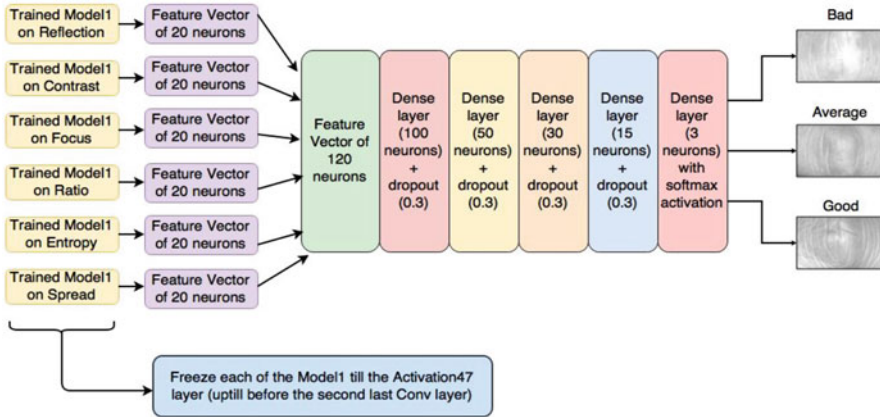 Trained Model1
on Reflection
Feature Vector
of 20 neurons
Trained Model1
on Contrast
Feature Vector
of 20 neurons
Trained Model1
on Focus
Feature Vector
of 20 neurons
Trained Model1
on Ratio
Feature Vector
of 20 neurons
Trained Model1
on Entropy
Feature Vector
of 20 neurons
Trained Model1
on Spread
Feature Vector
of 20 neurons
Feature
Vector of
120
neurons
Dense
layer
(100
neurons)
+
dropout
(0.3)
Dense
layer
(50
neurons)
+
dropout
(0.3)
Dense
layer
(30
neurons)
+
dropout
(0.3)
Dense
layer
(15
neurons)
+
dropout
(0.3)
Dense
layer (3
neurons)
with
softmax
activation
Bad
Average
Good
Freeze each of the Model1 till the Activation47
layer (uptill before the second last Conv layer)